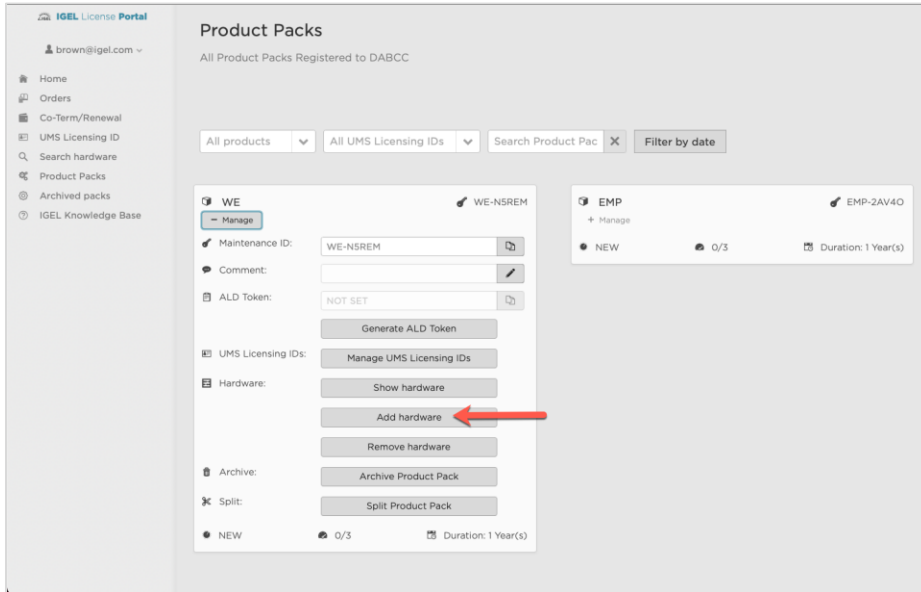 IGEL License Portal
brown@igel.com
Home
Orders
Co-Term/Renewal
UMS Licensing ID
Search hardware
Product Packs
Archived packs
IGEL Knowledge Base
Product Packs
All Product Packs Registered to DABCC
All products
All UMS Licensing IDs
Search Product Pac
Filter by date
WE
WE-N5REM
− Manage
Maintenance ID:
WE-N5REM
Comment:
ALD Token:
NOT SET
Generate ALD Token
UMS Licensing IDs:
Manage UMS Licensing IDs
Hardware:
Show hardware
Add hardware
Remove hardware
Archive:
Archive Product Pack
Split:
Split Product Pack
NEW
0/3
Duration: 1 Year(s)
EMP
EMP-2AV4O
+ Manage
NEW
0/3
Duration: 1 Year(s)